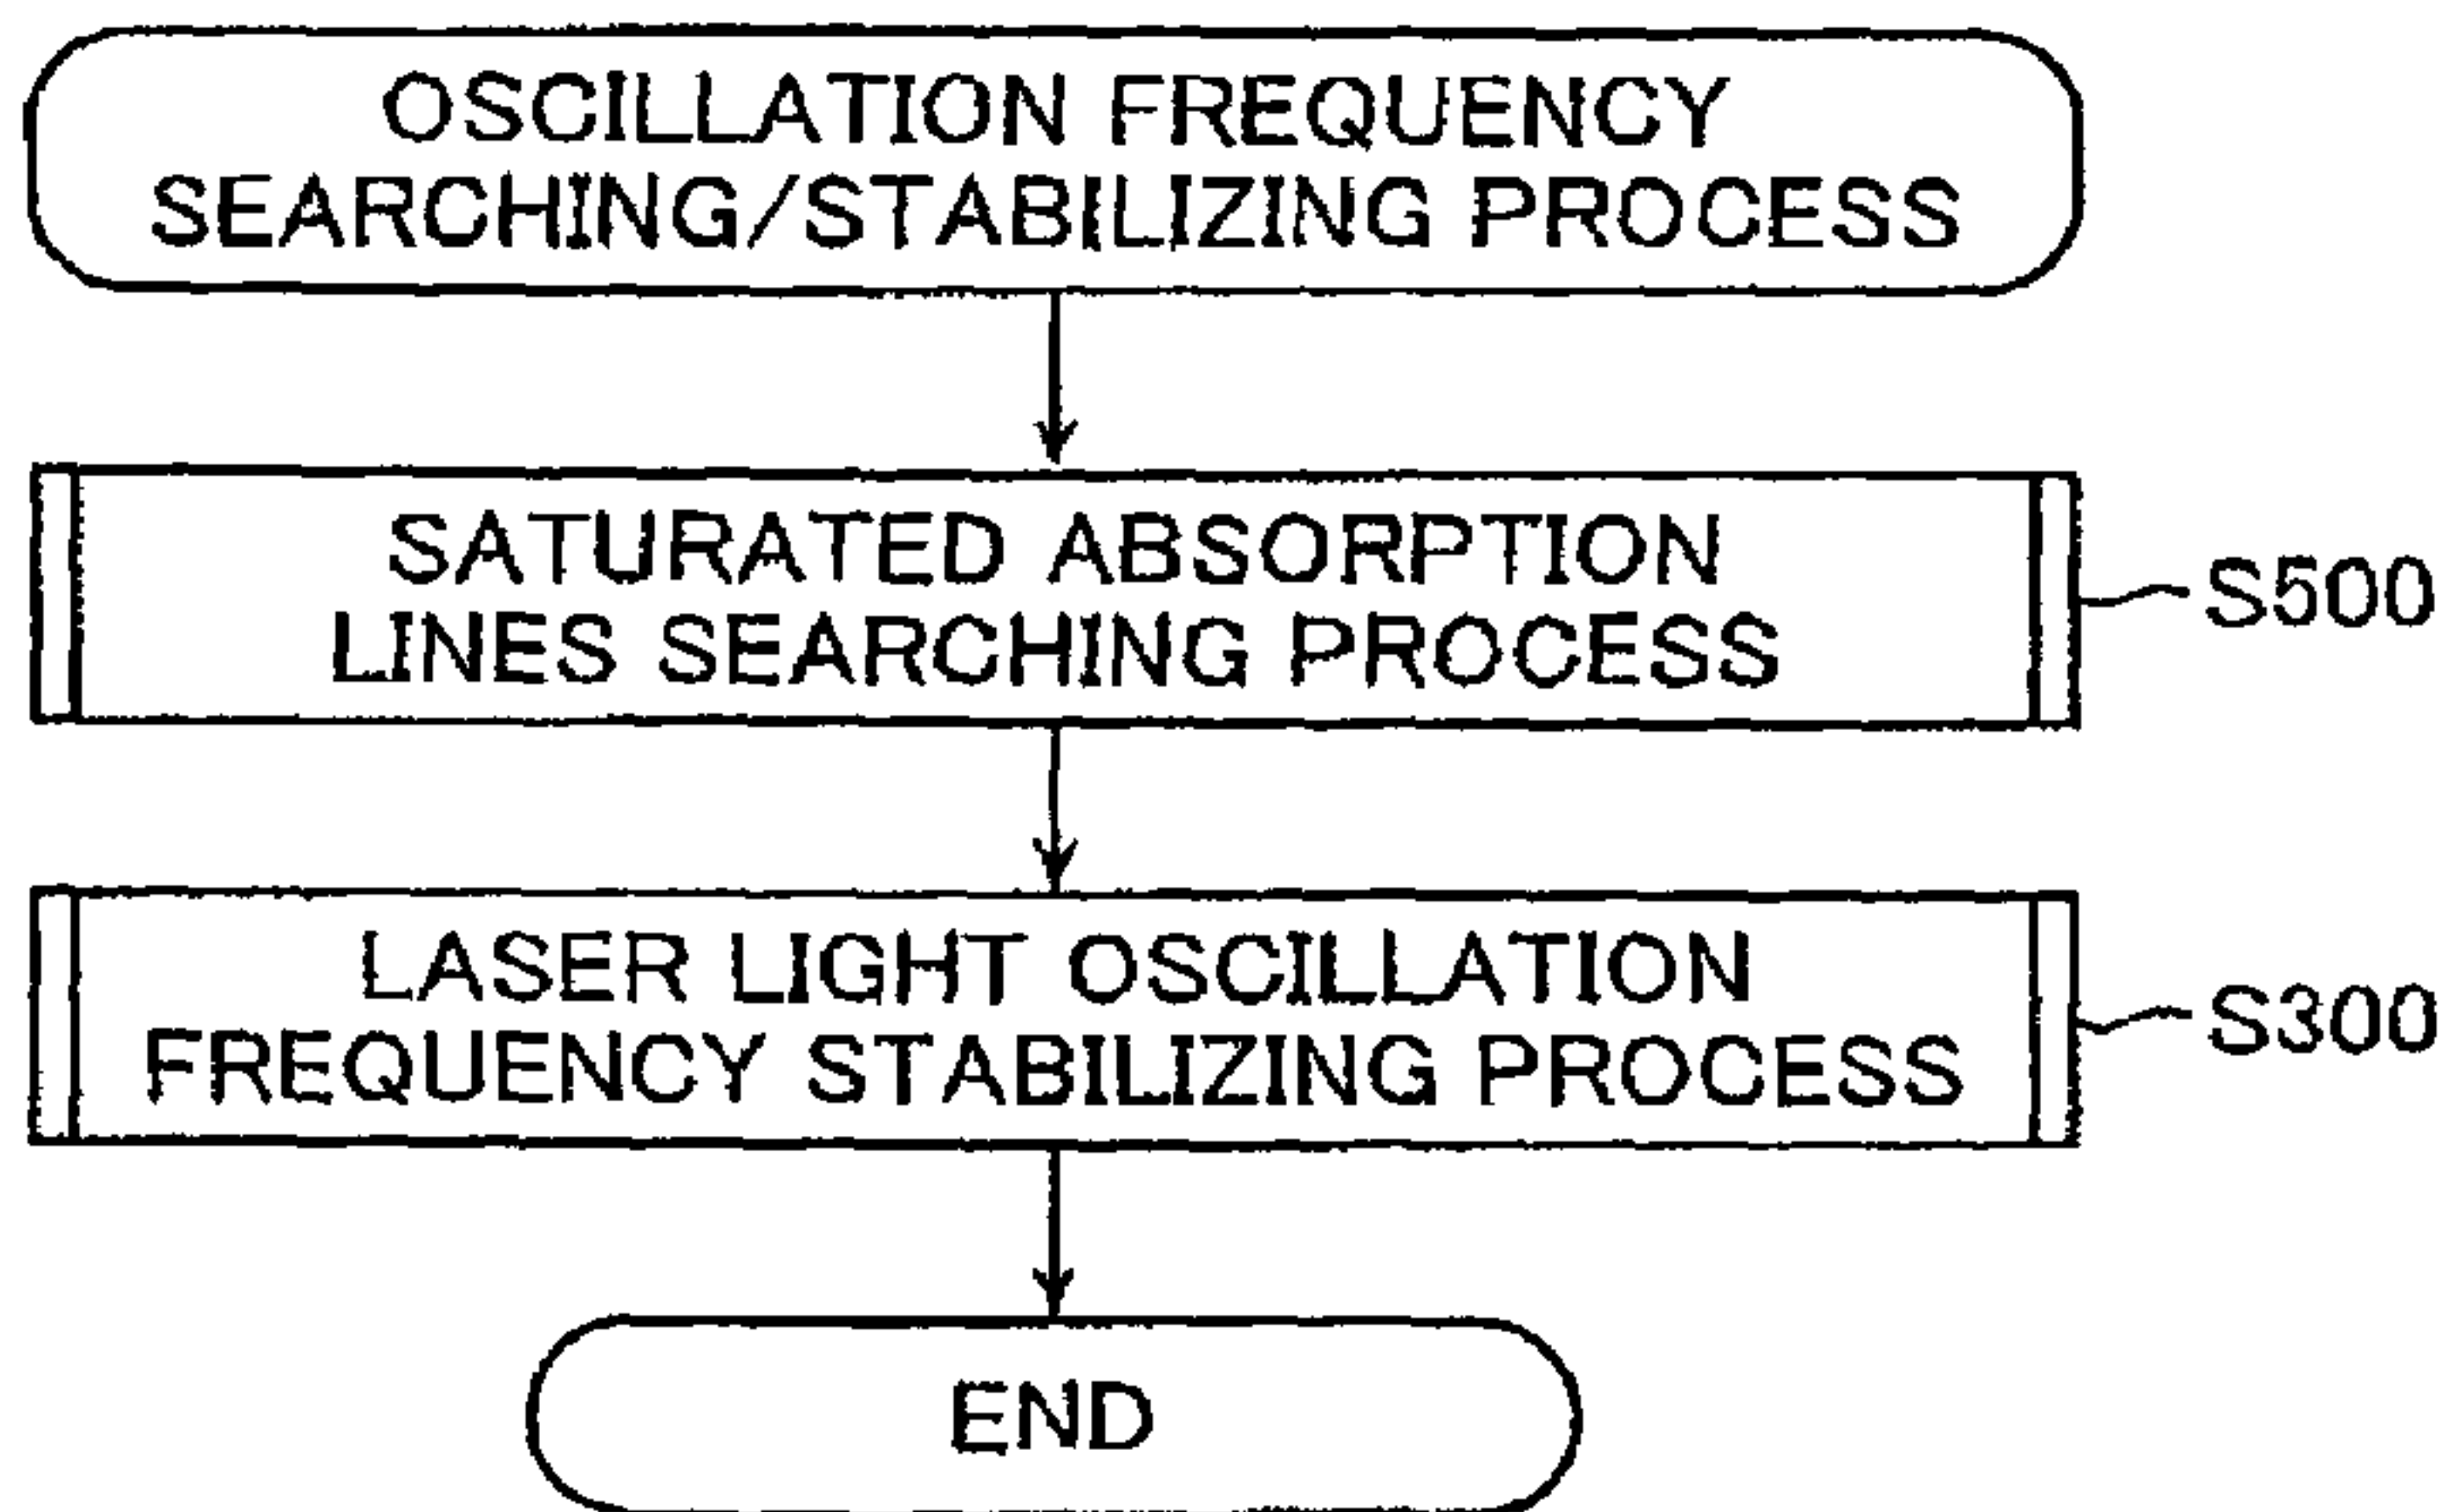 OSCILLATION FREQUENCY
SEARCHING/STABILIZING PROCESS
SATURATED ABSORPTION
LINES SEARCHING PROCESS
S500
LASER LIGHT OSCILLATION
FREQUENCY STABILIZING PROCESS
S300
END